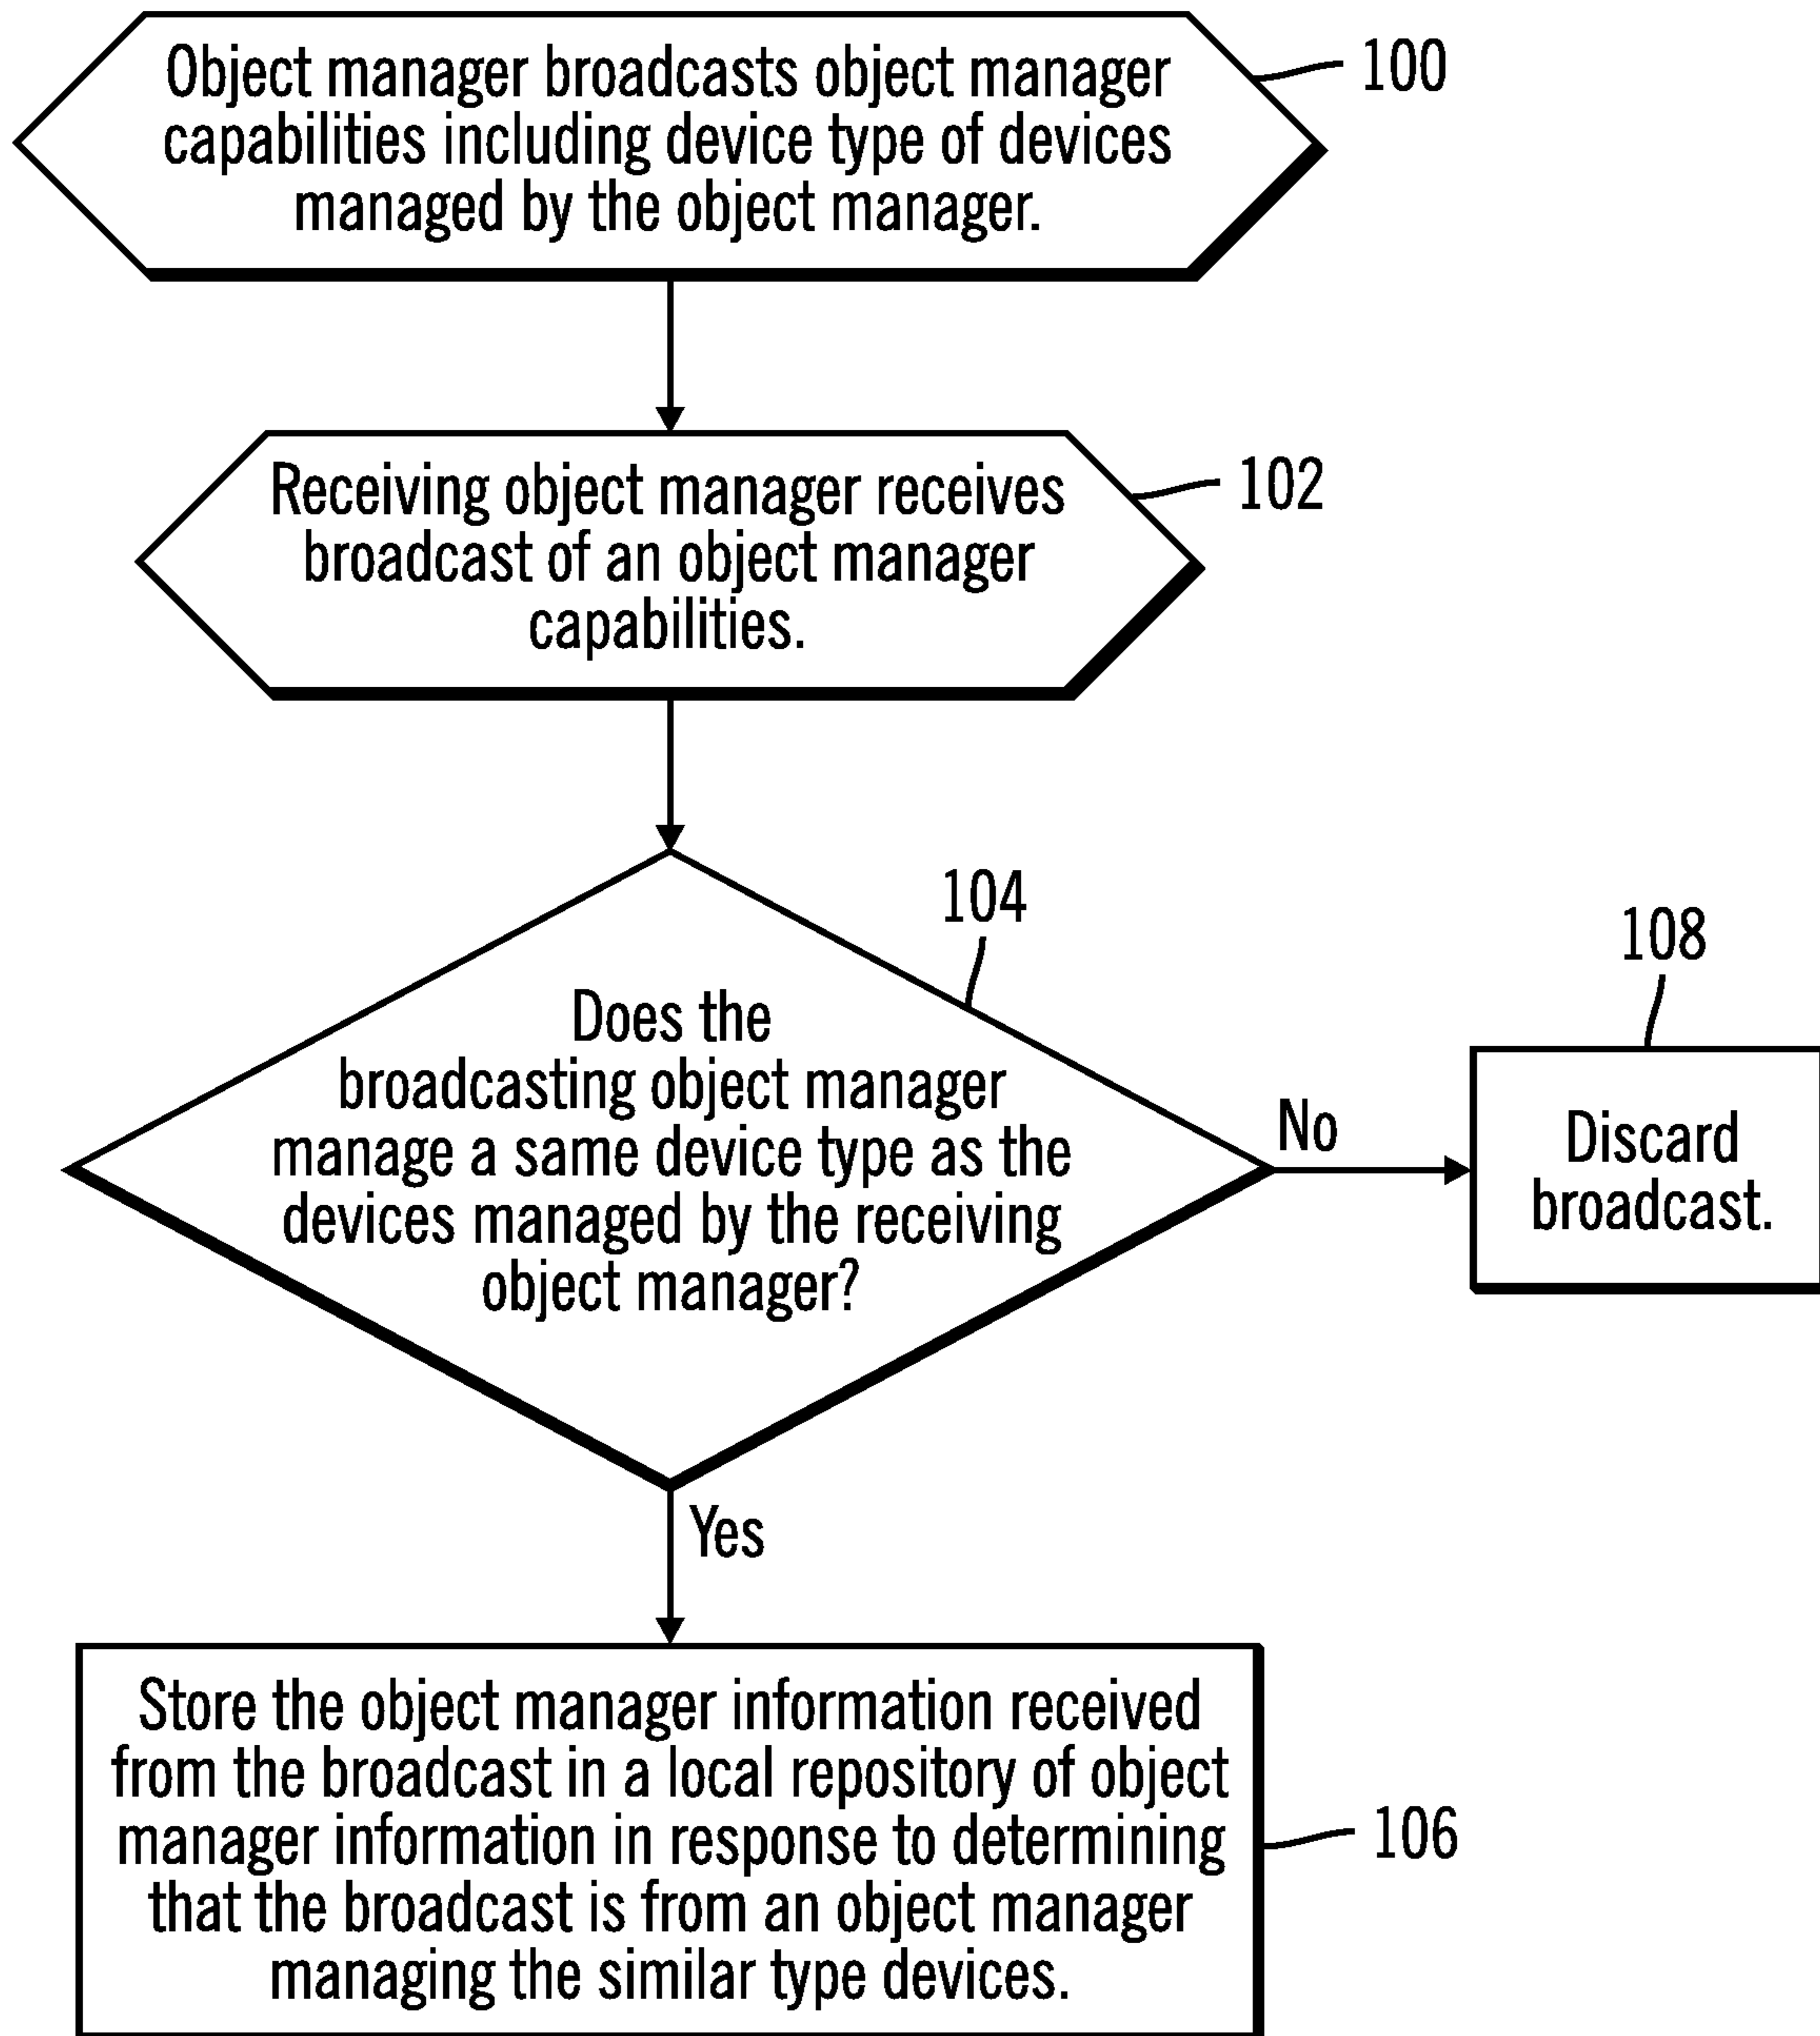 Object manager broadcasts object manager
capabilities including device type of devices
managed by the object manager.
100
Receiving object manager receives
broadcast of an object manager
capabilities.
102
104
Does the
broadcasting object manager
manage a same device type as the
devices managed by the receiving
object manager?
No
108
Discard
broadcast.
Yes
Store the object manager information received
from the broadcast in a local repository of object
manager information in response to determining
that the broadcast is from an object manager
managing the similar type devices.
106